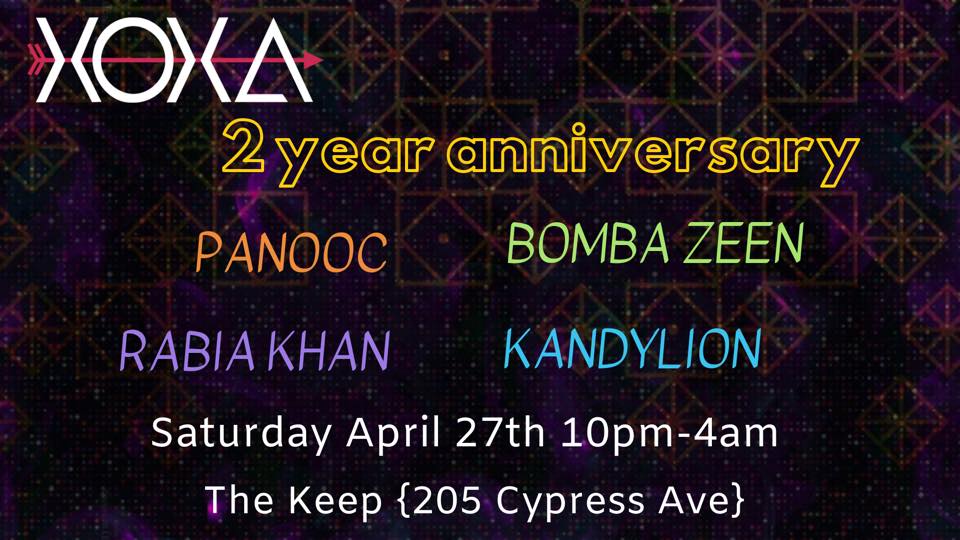 XOXA
2 year anniversary
PANOOC
BOMBA ZEEN
RABIA KHAN
KANDYLION
Saturday April 27th 10pm-4am
The Keep {205 Cypress Ave}